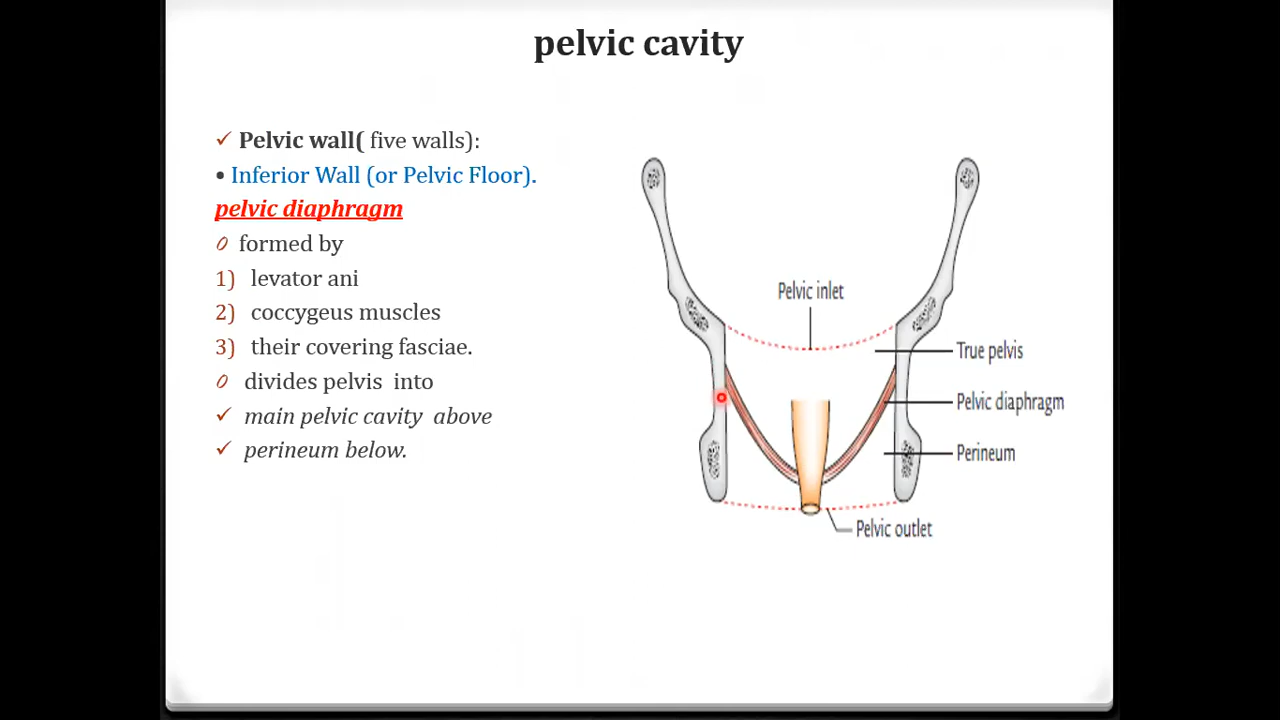 pelvic cavity
✓ Pelvic wall( five walls):
• Inferior Wall (or Pelvic Floor).
pelvic diaphragm
0 formed by
1) levator ani
2) coccygeus muscles
3) their covering fasciae.
0 divides pelvis into
✓ main pelvic cavity above
✓ perineum below.
Pelvic inlet
True pelvis
Pelvic diaphragm
Perineum
Pelvic outlet